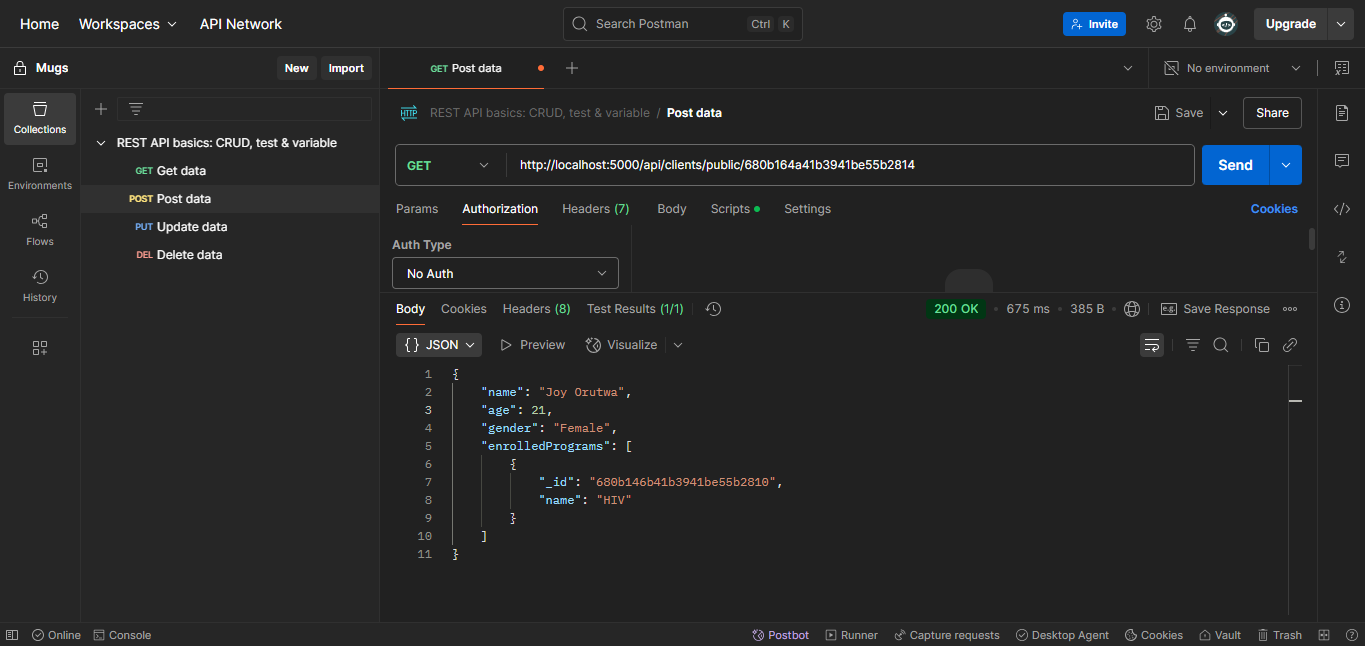 Home Workspaces API Network Search Postman Ctrl K Invite Upgrade
Mugs New Import GET Post data No environment
Collections
Environments
Flows
History
REST API basics: CRUD, test & variable
GET Get data
POST Post data
PUT Update data
DEL Delete data
HTTP REST API basics: CRUD, test & variable / Post data Save Share
GET http://localhost:5000/api/clients/public/680b164a41b3941be55b2814 Send
Params Authorization Headers (7) Body Scripts Settings Cookies
Auth Type
No Auth
Body Cookies Headers (8) Test Results (1/1) 200 OK • 675 ms • 385 B • e.g. Save Response
{} JSON Preview Visualize
1 {
2 "name": "Joy Orutwa",
3 "age": 21,
4 "gender": "Female",
5 "enrolledPrograms": [
6 {
7 "_id": "680b146b41b3941be55b2810",
8 "name": "HIV"
9 }
10 ]
11 }
Online Console Postbot Runner Capture requests Desktop Agent Cookies Vault Trash